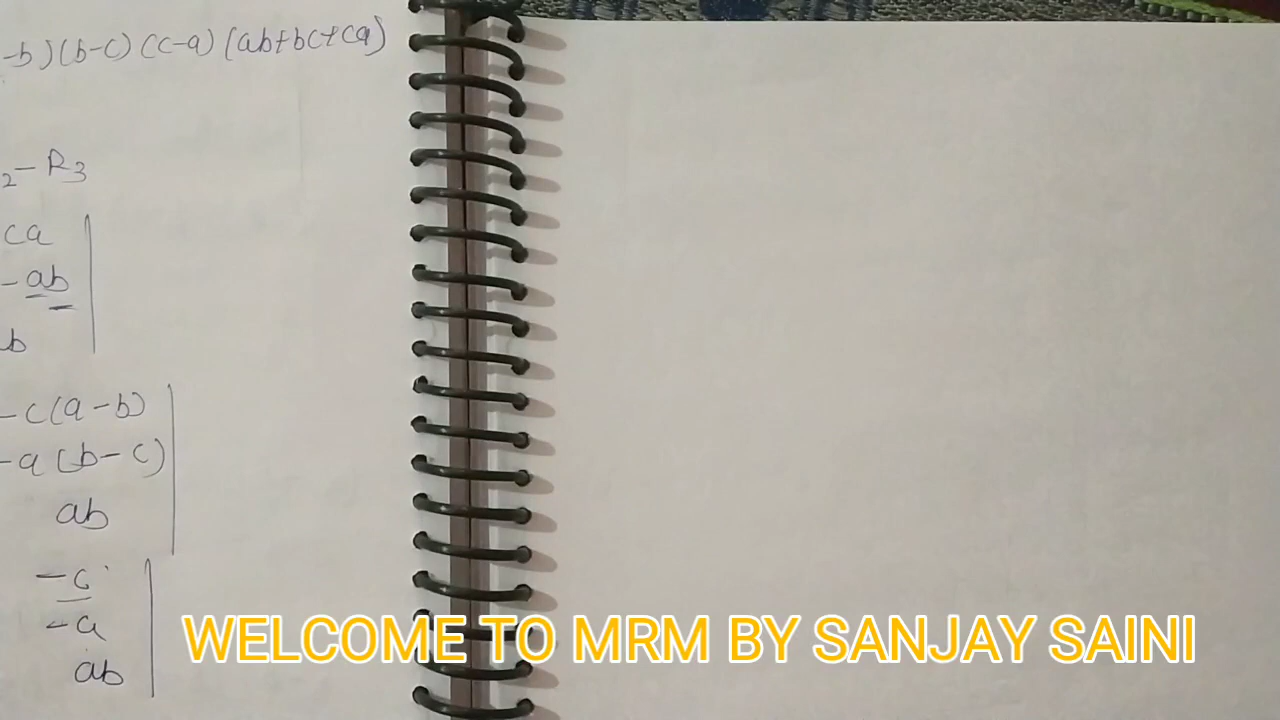 -b)(b-c)(c-a)(ab+bc+ca)
2-R3
ca
-ab
b
-c(a-b)
-a(b-c)
ab
-c
-a
ab
WELCOME TO MRM BY SANJAY SAINI